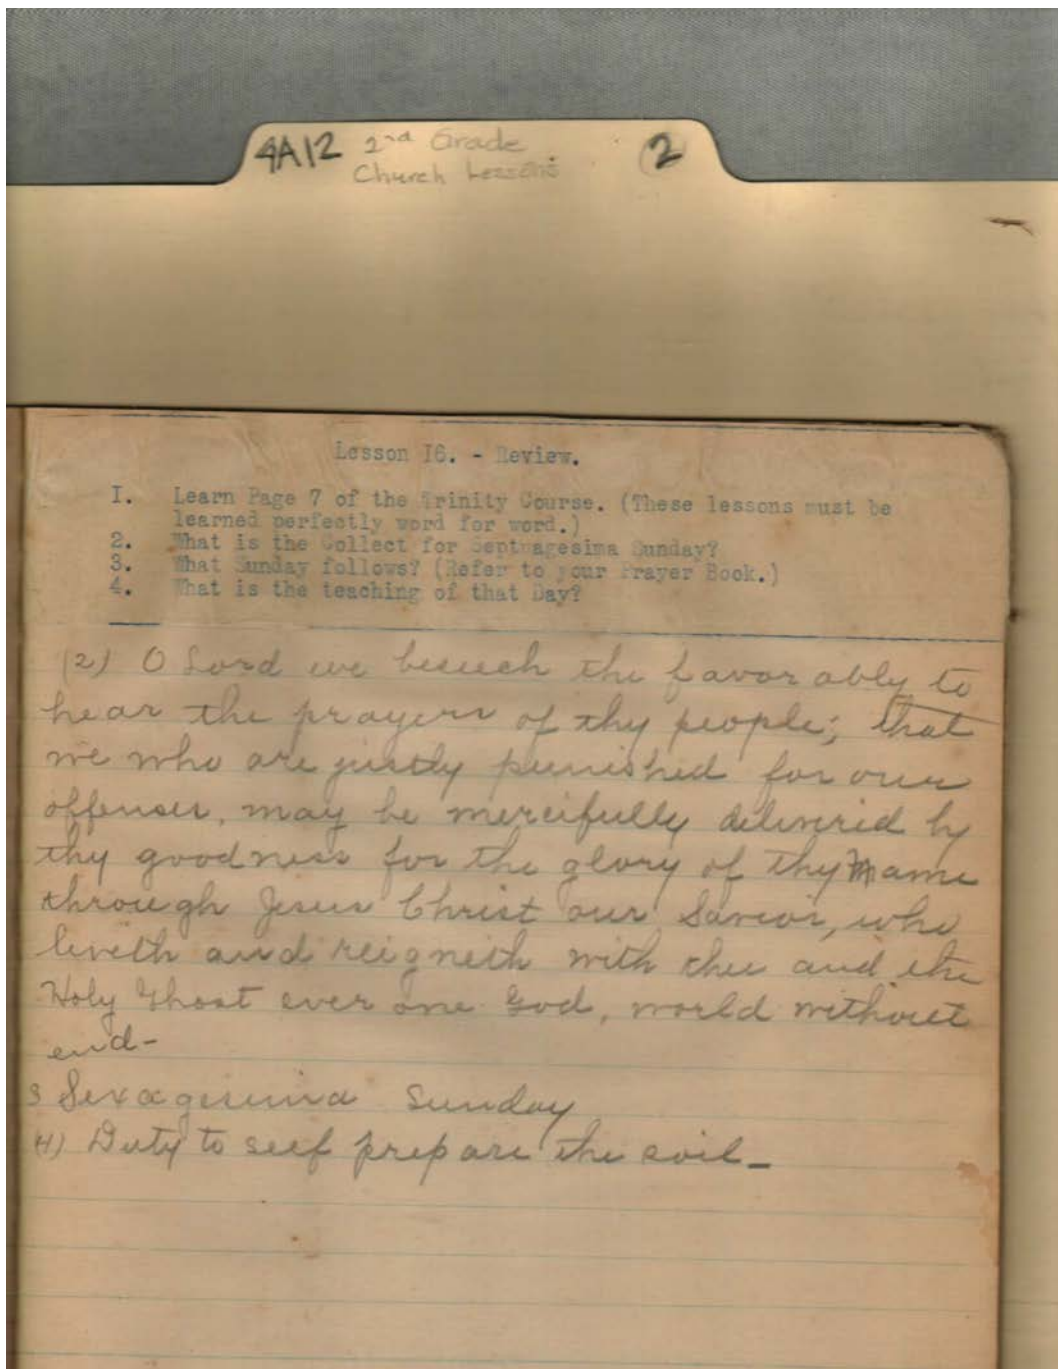 4A12 2nd Grade (2)
Church Lessons
Lesson I6. - Review.
I. Learn Page 7 of the Trinity Course. (These lessons must be
learned perfectly word for word.)
2. What is the Collect for Septuagesima Sunday?
3. What Sunday follows? (Refer to your Prayer Book.)
4. What is the teaching of that Day?
(2) O Lord we beseech the favorably to
hear the prayers of thy people; that
we who are justly punished for our
offenses, may be mercifully delivered by
thy goodness for the glory of thy Name
through Jesus Christ our Savior, who
liveth and reigneth with thee and the
Holy Ghost ever one God, world without
end-
3 Sexagesima Sunday
(4) Duty to self prepare the soil-